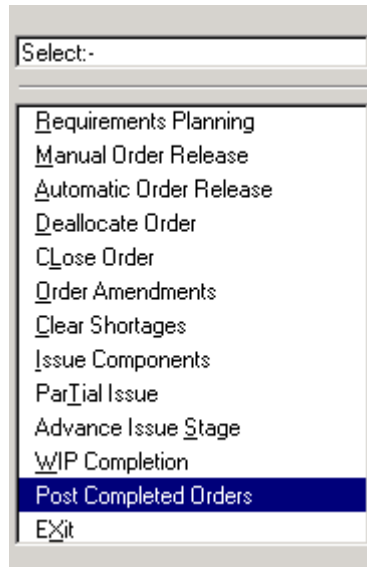 Select:-
Requirements Planning
Manual Order Release
Automatic Order Release
Deallocate Order
CLose Order
Order Amendments
Clear Shortages
Issue Components
ParTial Issue
Advance Issue Stage
WIP Completion
Post Completed Orders
EXit